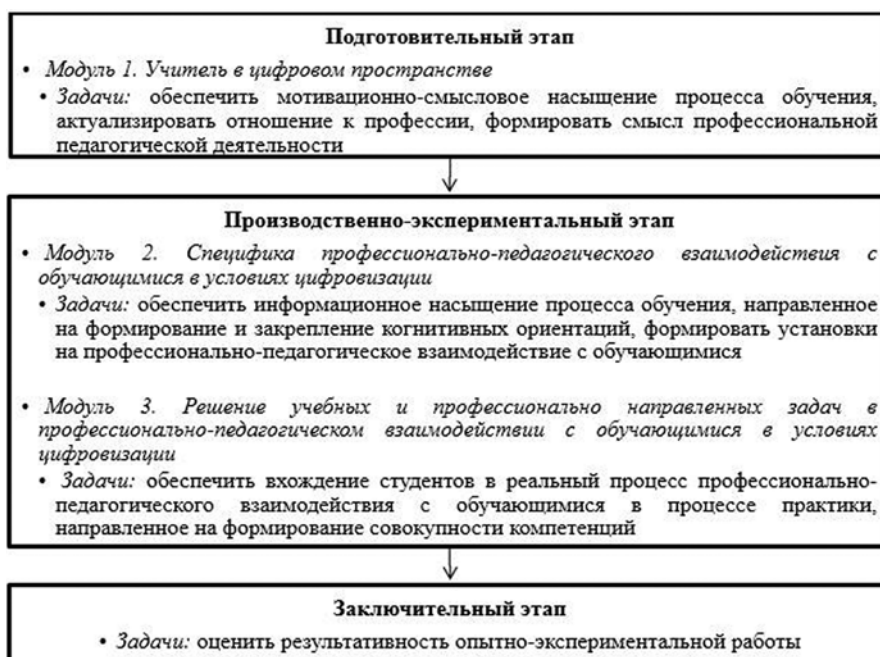 Подготовительный этап
• Модуль 1. Учитель в цифровом пространстве
• Задачи: обеспечить мотивационно-смысловое насыщение процесса обучения,
актуализировать отношение к профессии, формировать смысл профессиональной
педагогической деятельности
Производственно-экспериментальный этап
• Модуль 2. Специфика профессионально-педагогического взаимодействия с
обучающимися в условиях цифровизации
• Задачи: обеспечить информационное насыщение процесса обучения, направленное
на формирование и закрепление когнитивных ориентаций, формировать установки
на профессионально-педагогическое взаимодействие с обучающимися
• Модуль 3. Решение учебных и профессионально направленных задач в
профессионально-педагогическом взаимодействии с обучающимися в условиях
цифровизации
• Задачи: обеспечить вхождение студентов в реальный процесс профессионально-
педагогического взаимодействия с обучающимися в процессе практики,
направленное на формирование совокупности компетенций
Заключительный этап
• Задачи: оценить результативность опытно-экспериментальной работы